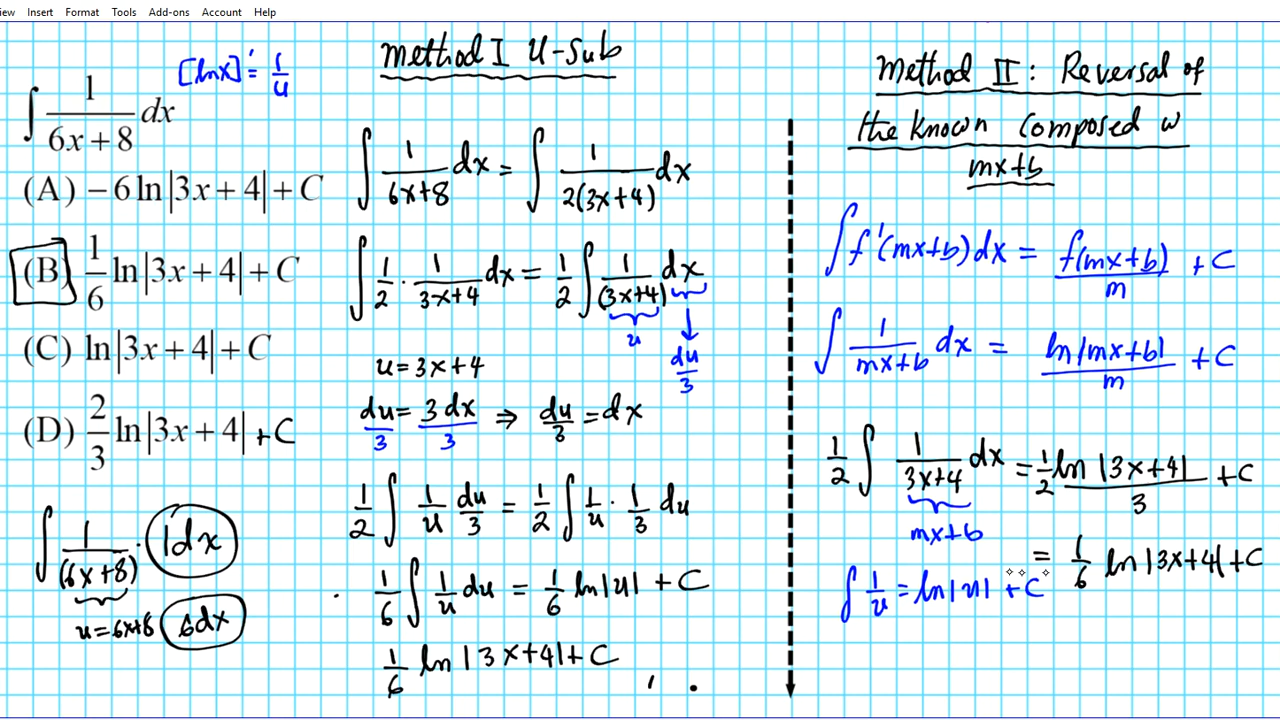 iew Insert Format Tools Add-ons Account Help
[lnx]' = 1/u
∫ 1/(6x+8) dx
(A) −6 ln|3x+4|+C
(B) 1/6 ln|3x+4|+C
(C) ln|3x+4|+C
(D) 2/3 ln|3x+4| +C
∫ 1/(6x+8) · 1dx
u=6x+8 6dx
Method I U-Sub
∫ 1/(6x+8) dx = ∫ 1/(2(3x+4)) dx
∫ 1/2 · 1/(3x+4) dx = 1/2 ∫ 1/(3x+4) dx
u du/3
u=3x+4
du/3 = 3dx/3 ⇒ du/3 = dx
1/2 ∫ 1/u du/3 = 1/2 ∫ 1/u · 1/3 du
1/6 ∫ 1/u du = 1/6 ln|u| + C
1/6 ln|3x+4|+C
Method II: Reversal of
the known composed w
mx+b
∫f'(mx+b)dx = f(mx+b)/m + C
∫ 1/(mx+b) dx = ln|mx+b|/m + C
1/2 ∫ 1/(3x+4) dx = 1/2 ln|3x+4|/3 + C
mx+b
= 1/6 ln|3x+4|+C
∫ 1/u = ln|u| + C